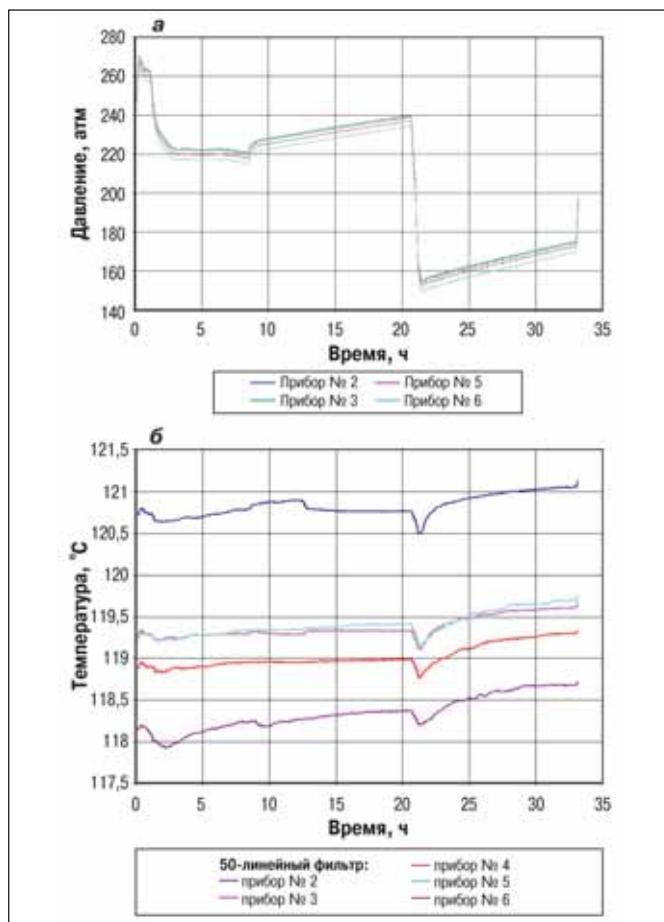 а
280
260
240
220
200
180
160
140
Давление, атм
0 5 10 15 20 25 30 35
Время, ч
Прибор № 2 Прибор № 5
Прибор № 3 Прибор № 6
б
121,5
121
120,5
120
119,5
119
118,5
118
117,5
Температура, °С
0 5 10 15 20 25 30 35
Время, ч
50-линейный фильтр: прибор № 4
прибор № 2 прибор № 5
прибор № 3 прибор № 6